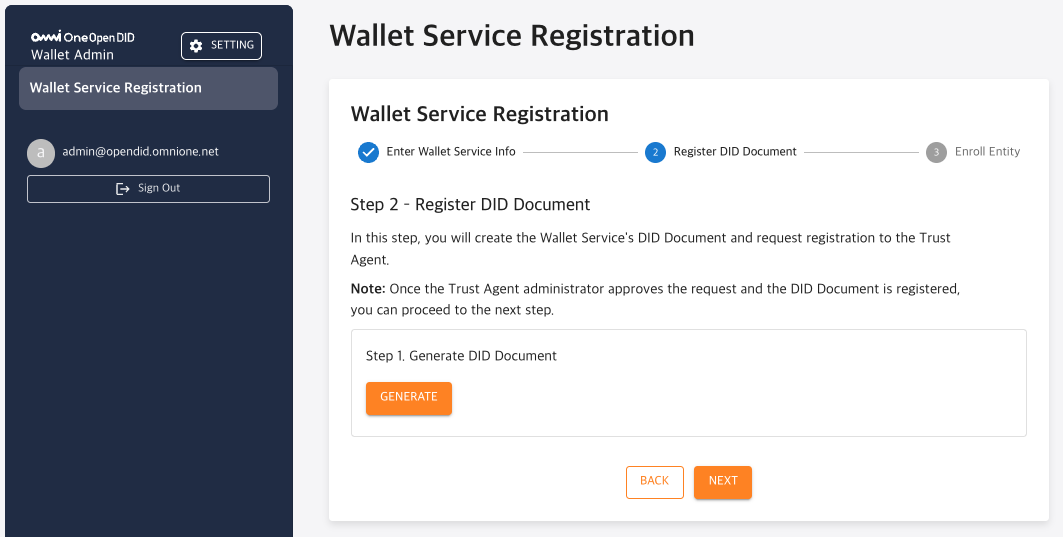 Omni OneOpenDID
Wallet Admin
SETTING
Wallet Service Registration
a
admin@opendid.omnione.net
Sign Out
Wallet Service Registration
Wallet Service Registration
Enter Wallet Service Info
2 Register DID Document
3 Enroll Entity
Step 2 - Register DID Document
In this step, you will create the Wallet Service's DID Document and request registration to the Trust
Agent.
Note: Once the Trust Agent administrator approves the request and the DID Document is registered,
you can proceed to the next step.
Step 1. Generate DID Document
GENERATE
BACK
NEXT